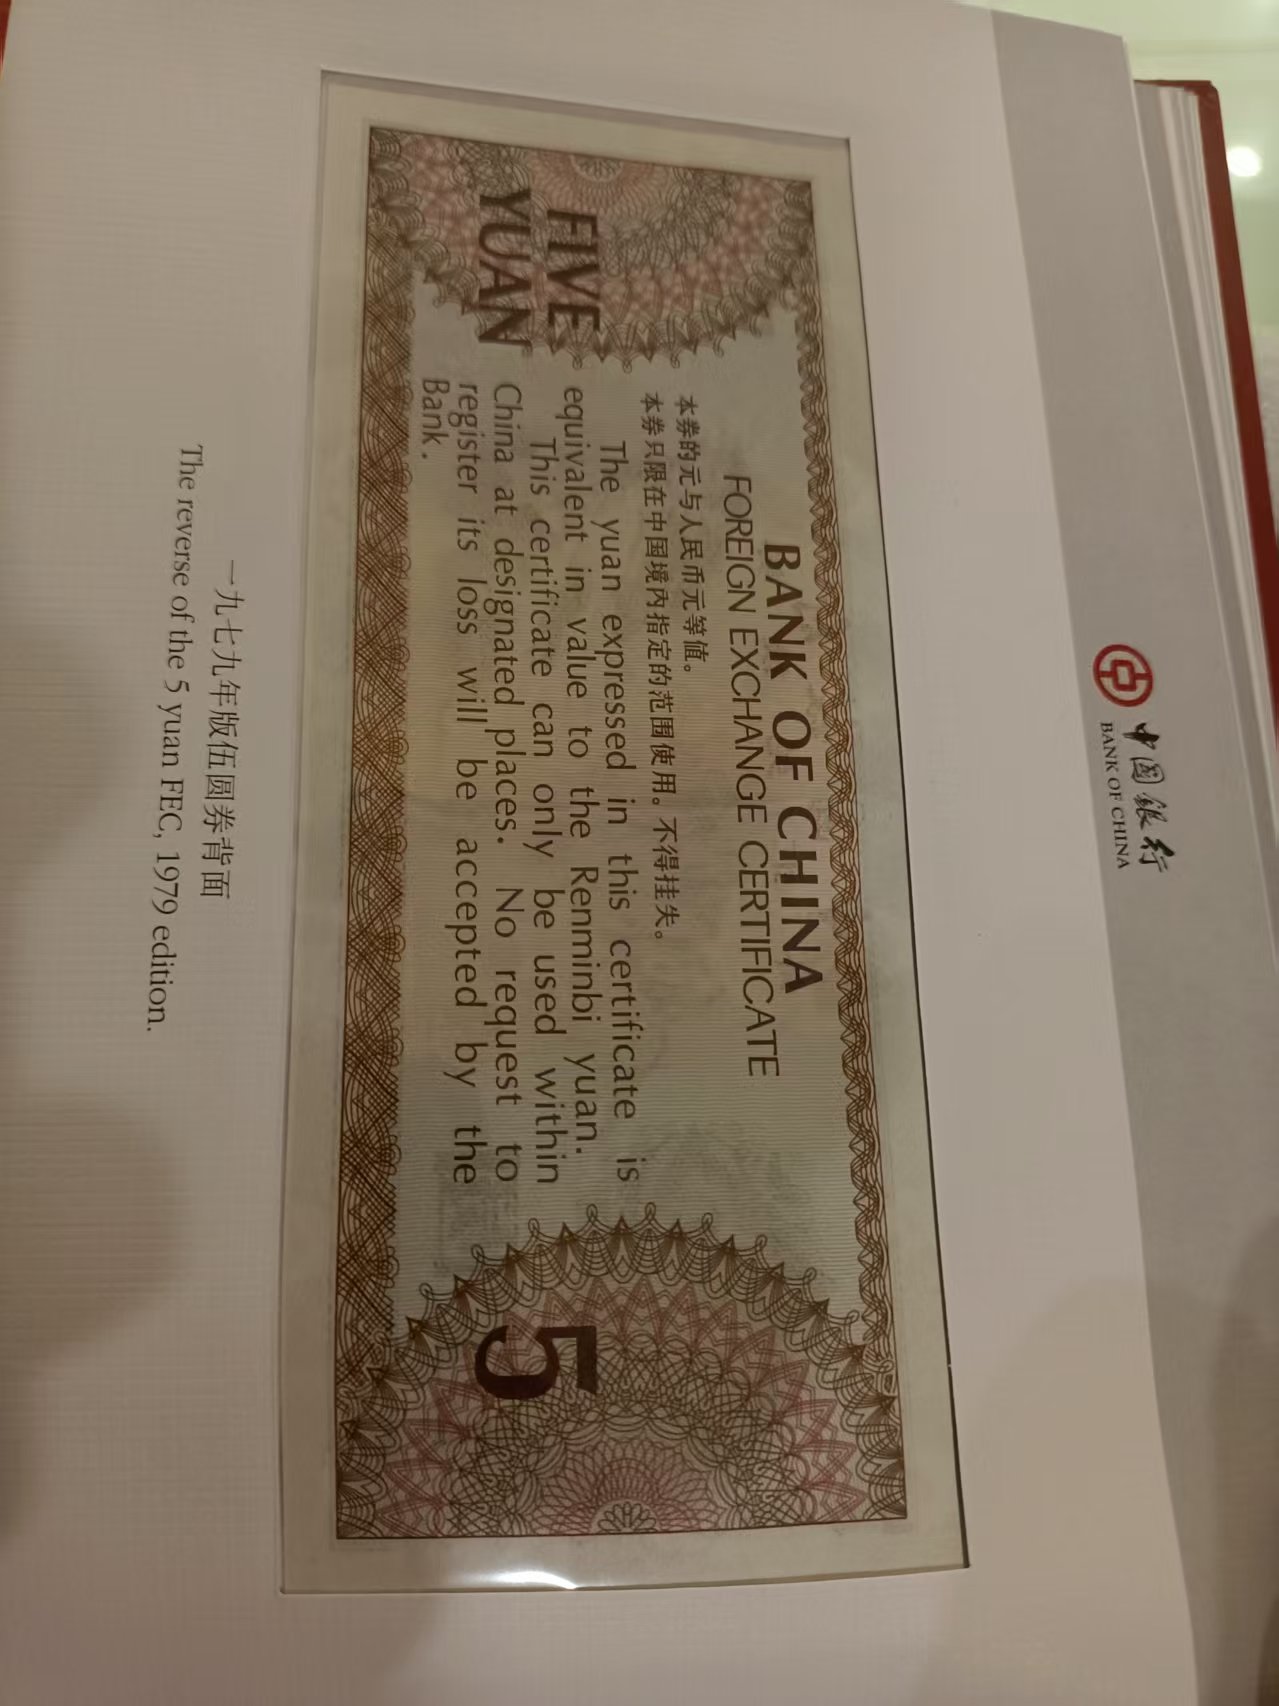 中国银行
BANK OF CHINA
BANK OF CHINA
FOREIGN EXCHANGE CERTIFICATE
本券的元与人民币元等值。
本券只限在中国境内指定的范围使用。不得挂失。
FIVE
YUAN
The yuan expressed in this certificate is
equivalent in value to the Renminbi yuan.
This certificate can only be used within
China at designated places. No request to
register its loss will be accepted by the
Bank.
5
一九七九年版伍圆券背面
The reverse of the 5 yuan FEC, 1979 edition.